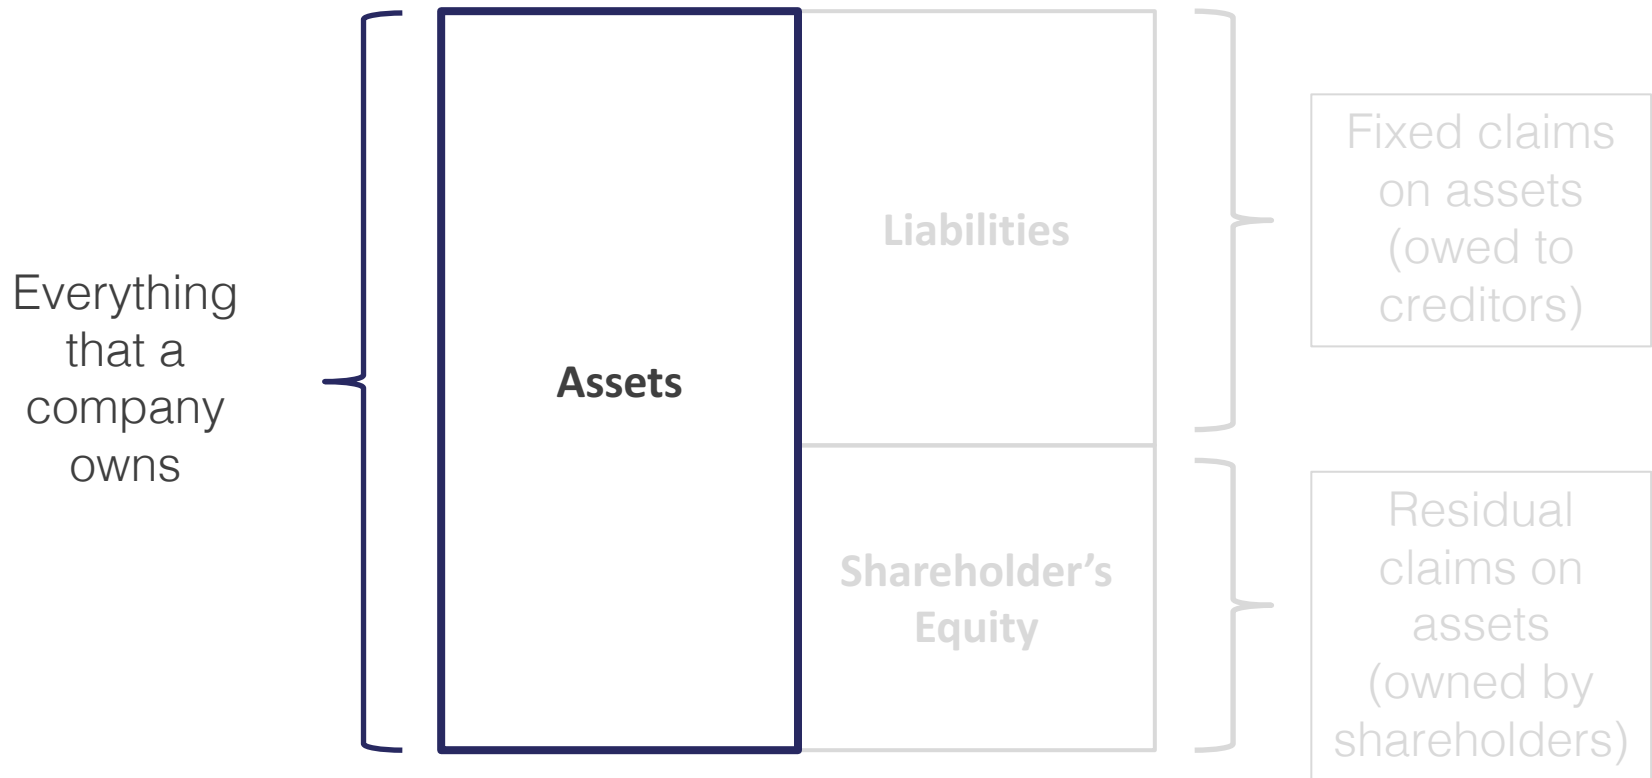 Everything
that a
company
owns
Assets
Liabilities
Shareholder’s
Equity
Fixed claims
on assets
(owed to
creditors)
Residual
claims on
assets
(owned by
shareholders)